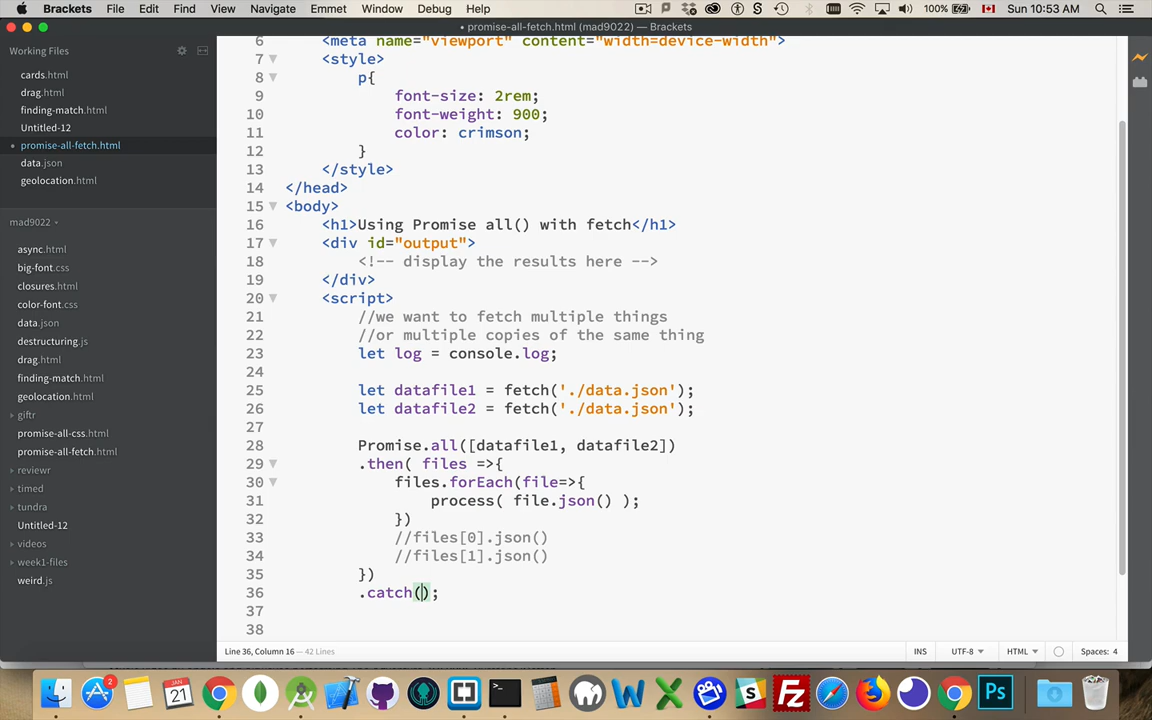 Brackets File Edit Find View Navigate Emmet Window Debug Help 100% Sun 10:53 AM
• promise-all-fetch.html (mad9022) — Brackets
Working Files
cards.html
drag.html
finding-match.html
Untitled-12
promise-all-fetch.html
data.json
geolocation.html
mad9022
async.html
big-font.css
closures.html
color-font.css
data.json
destructuring.js
drag.html
finding-match.html
geolocation.html
giftr
promise-all-css.html
promise-all-fetch.html
reviewr
timed
tundra
Untitled-12
videos
week1-files
weird.js
6 <meta name="viewport" content="width=device-width">
7 <style>
8 p{
9 font-size: 2rem;
10 font-weight: 900;
11 color: crimson;
12 }
13 </style>
14 </head>
15 <body>
16 <h1>Using Promise all() with fetch</h1>
17 <div id="output">
18 <!-- display the results here -->
19 </div>
20 <script>
21 //we want to fetch multiple things
22 //or multiple copies of the same thing
23 let log = console.log;
24
25 let datafile1 = fetch('./data.json');
26 let datafile2 = fetch('./data.json');
27
28 Promise.all([datafile1, datafile2])
29 .then( files =>{
30 files.forEach(file=>{
31 process( file.json() );
32 })
33 //files[0].json()
34 //files[1].json()
35 })
36 .catch();
37
38
Line 36, Column 16 — 42 Lines INS UTF-8 HTML Spaces: 4
2 21 Ps